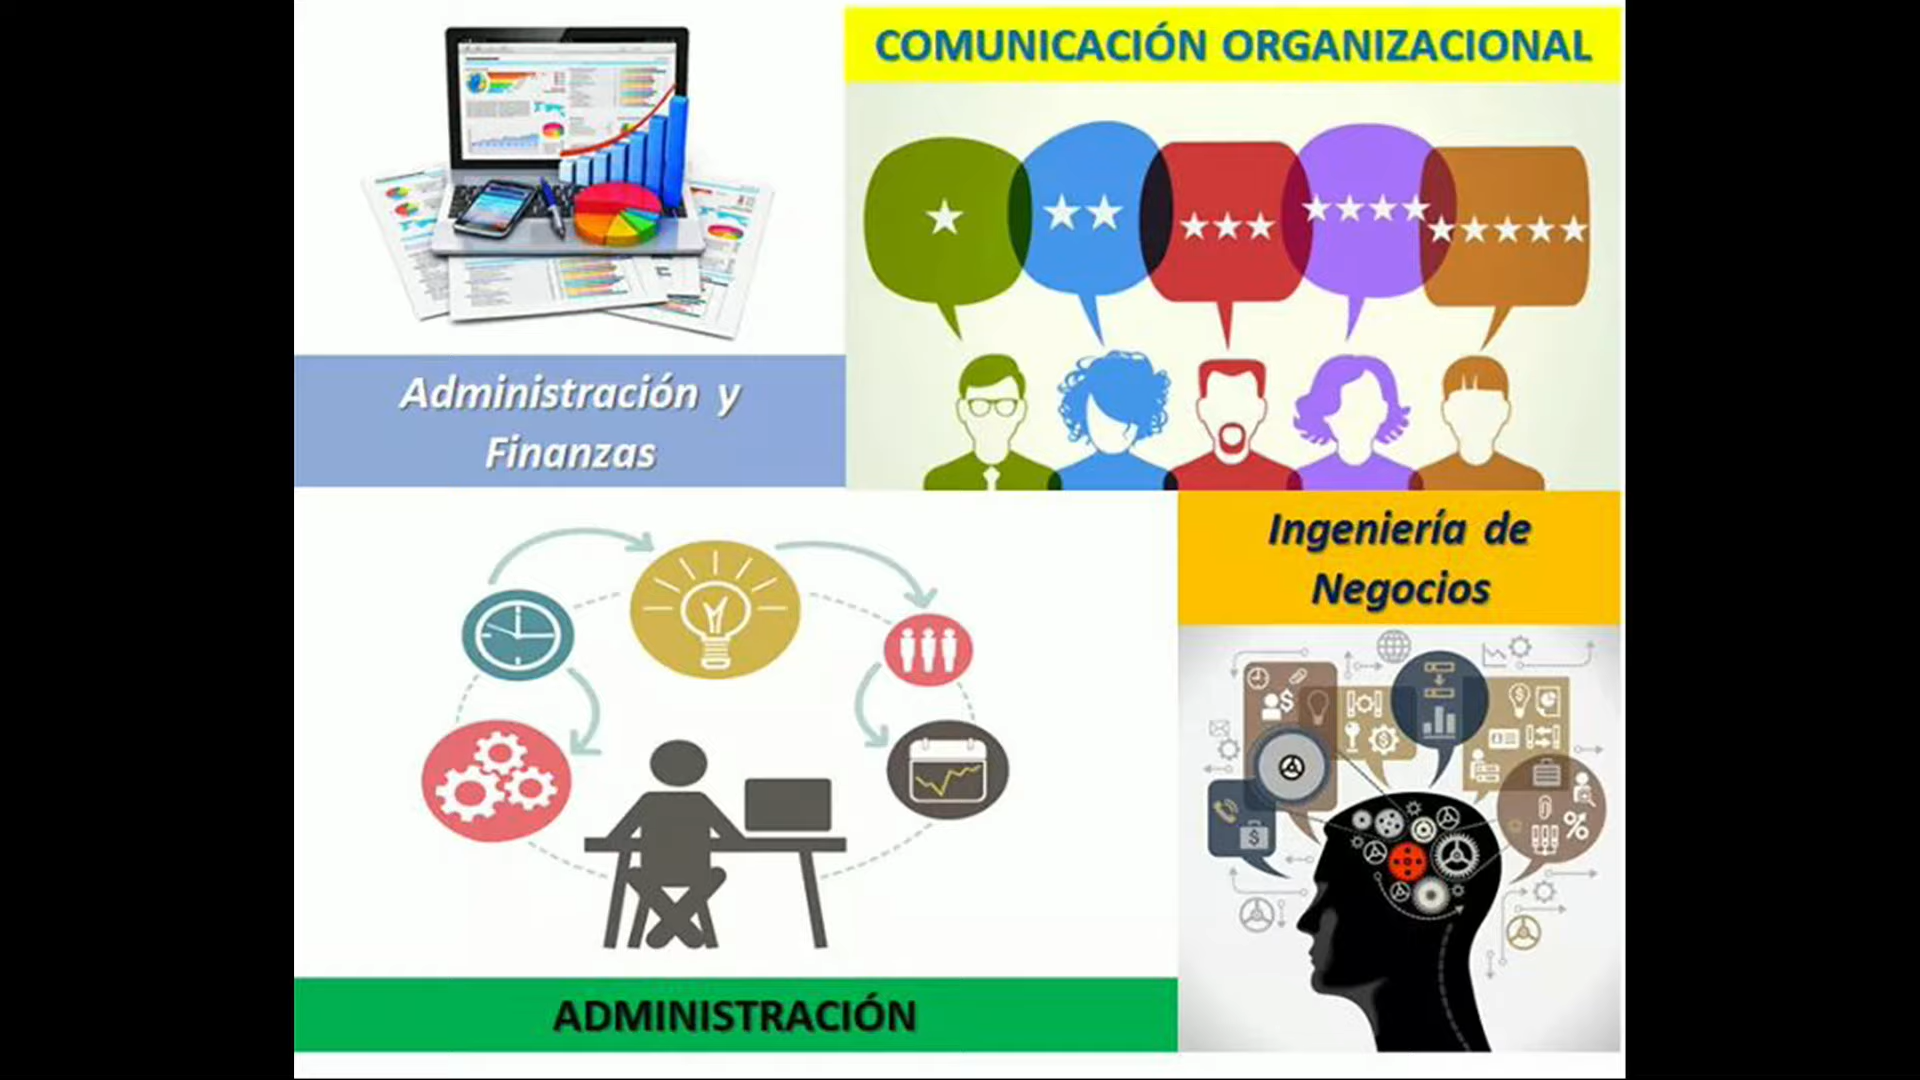 COMUNICACIÓN ORGANIZACIONAL
Administración y
Finanzas
Ingeniería de
Negocios
ADMINISTRACIÓN